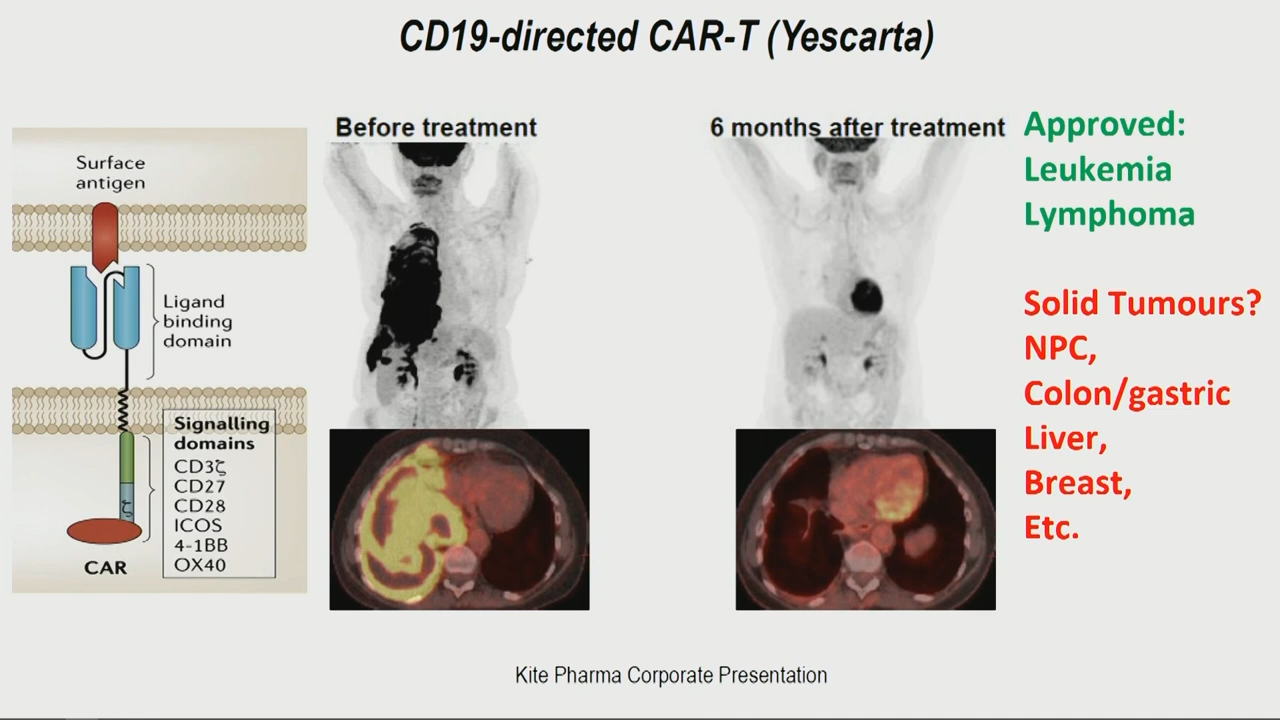 CD19-directed CAR-T (Yescarta)
Surface
antigen
Ligand
binding
domain
Signalling
domains
CD3ζ
CD27
CD28
ICOS
4-1BB
OX40
CAR
Before treatment
6 months after treatment
Approved:
Leukemia
Lymphoma
Solid Tumours?
NPC,
Colon/gastric
Liver,
Breast,
Etc.
Kite Pharma Corporate Presentation